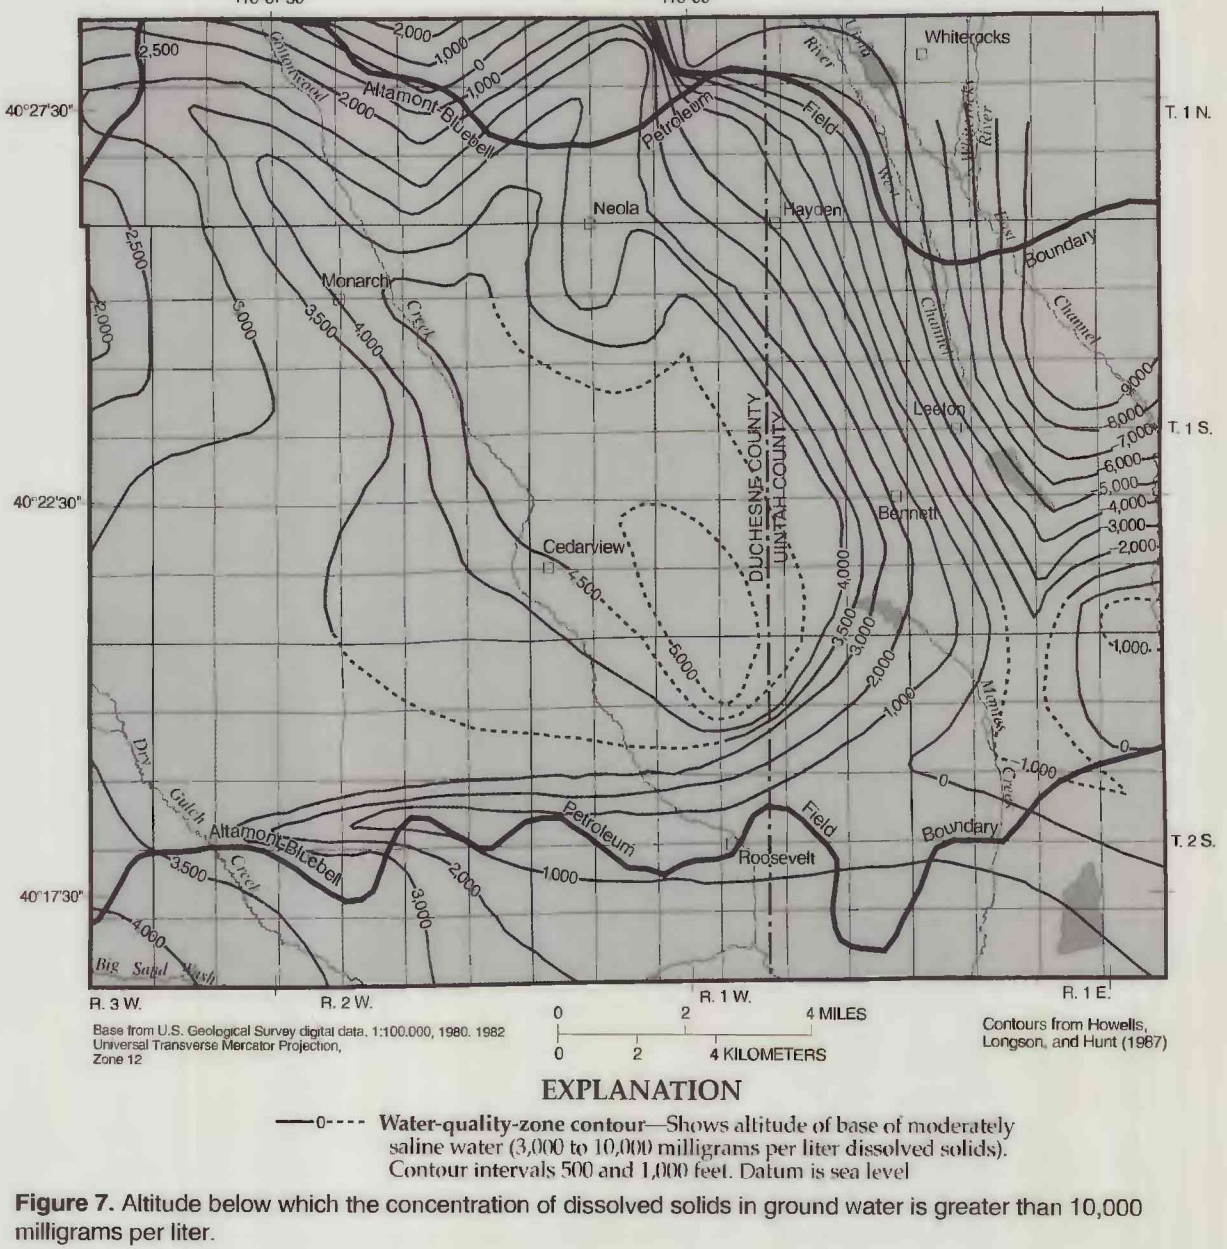 2,500
2,000
1,000
0
1,000
Whiterocks
River
Uinta
Cottonwood
2,000
Altamont-Bluebell
Petroleum
Field
Whiterocks
River
40°27'30"
T. 1 N.
West
East
Neola
Hayden
Boundary
2,500
Monarch
Creek
Channel
Channel
2,000
3,000
3,500
4,000
9,000
8,000
7,000
6,000
5,000
4,000
3,000
2,000
Leeton
T. 1 S.
DUCHESNE COUNTY
UINTAH COUNTY
40°22'30"
Bennett
Cedarview
4,500
4,000
3,500
3,000
2,000
1,000
5,000
-1,000
0
Montes
Creek
-1,000
0
Dry
Gulch
Creek
Altamont-Bluebell
Petroleum
Field
Boundary
Roosevelt
T. 2 S.
3,500
3,000
2,000
1,000
4,000
40°17'30"
Big Sand Wash
R. 3 W.
R. 2 W.
R. 1 W.
R. 1 E.
0 2 4 MILES
0 2 4 KILOMETERS
Base from U.S. Geological Survey digital data. 1:100.000, 1980. 1982
Universal Transverse Mercator Projection,
Zone 12
Contours from Howells,
Longson, and Hunt (1987)
EXPLANATION
0 Water-quality-zone contour—Shows altitude of base of moderately
saline water (3,000 to 10,000 milligrams per liter dissolved solids).
Contour intervals 500 and 1,000 feet. Datum is sea level
Figure 7. Altitude below which the concentration of dissolved solids in ground water is greater than 10,000
milligrams per liter.